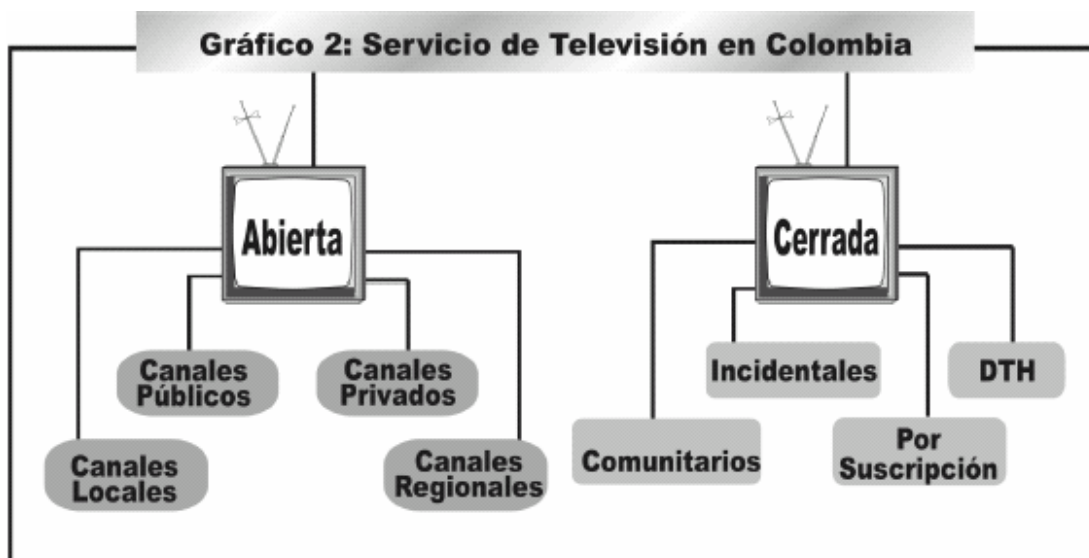 Gráfico 2: Servicio de Televisión en Colombia
Abierta
Canales
Públicos
Canales
Privados
Canales
Locales
Canales
Regionales
Cerrada
Incidentales
DTH
Comunitarios
Por
Suscripción